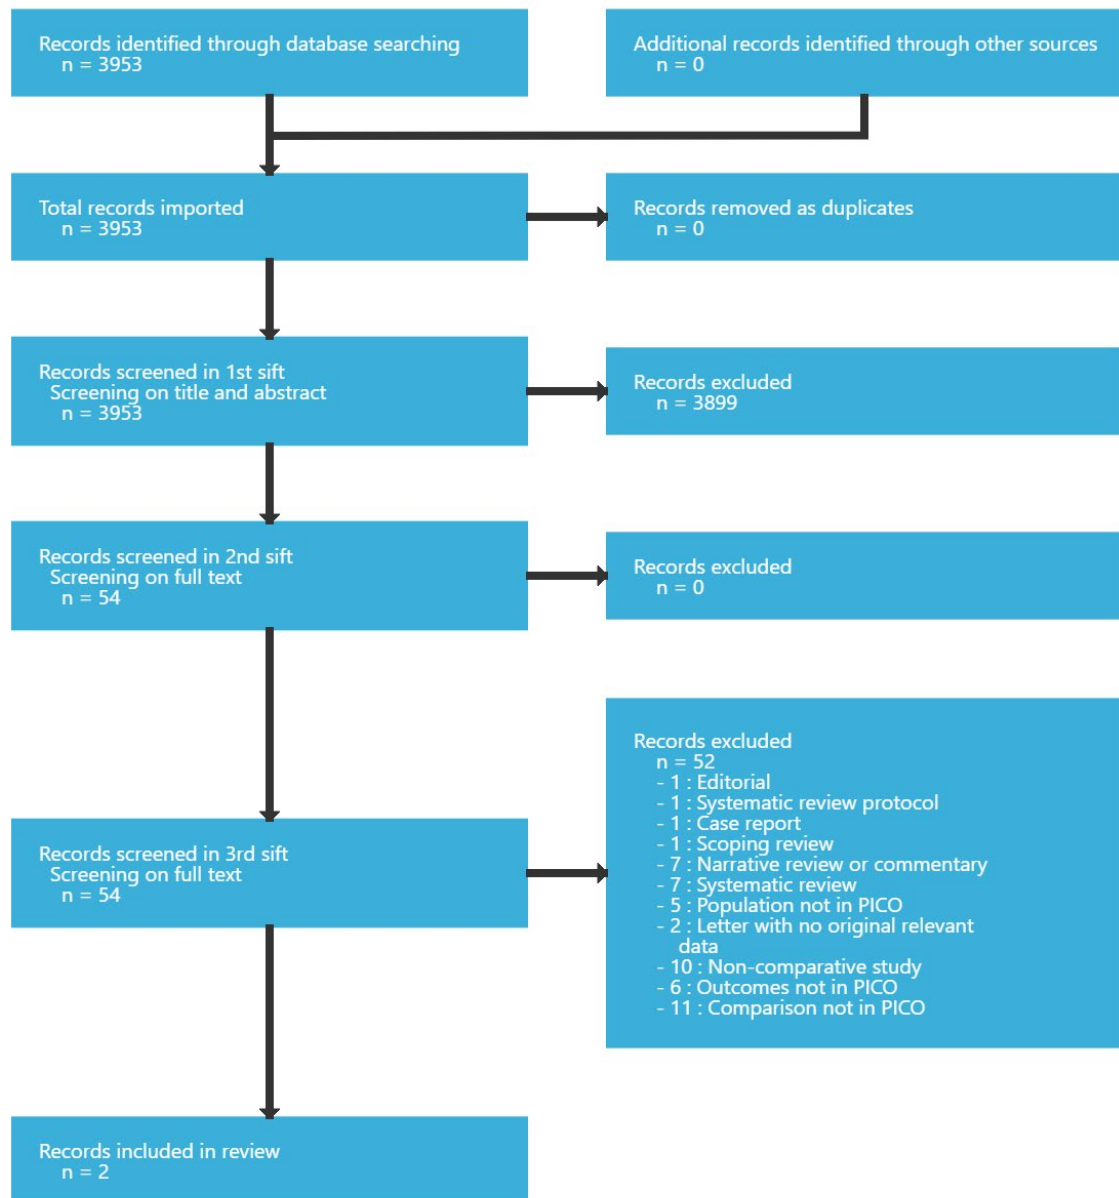 Records identified through database searching
n = 3953
Additional records identified through other sources
n = 0
Total records imported
n = 3953
Records removed as duplicates
n = 0
Records screened in 1st sift
Screening on title and abstract
n = 3953
Records excluded
n = 3899
Records screened in 2nd sift
Screening on full text
n = 54
Records excluded
n = 0
Records screened in 3rd sift
Screening on full text
n = 54
Records excluded
n = 52
- 1 : Editorial
- 1 : Systematic review protocol
- 1 : Case report
- 1 : Scoping review
- 7 : Narrative review or commentary
- 7 : Systematic review
- 5 : Population not in PICO
- 2 : Letter with no original relevant
data
- 10 : Non-comparative study
- 6 : Outcomes not in PICO
- 11 : Comparison not in PICO
Records included in review
n = 2